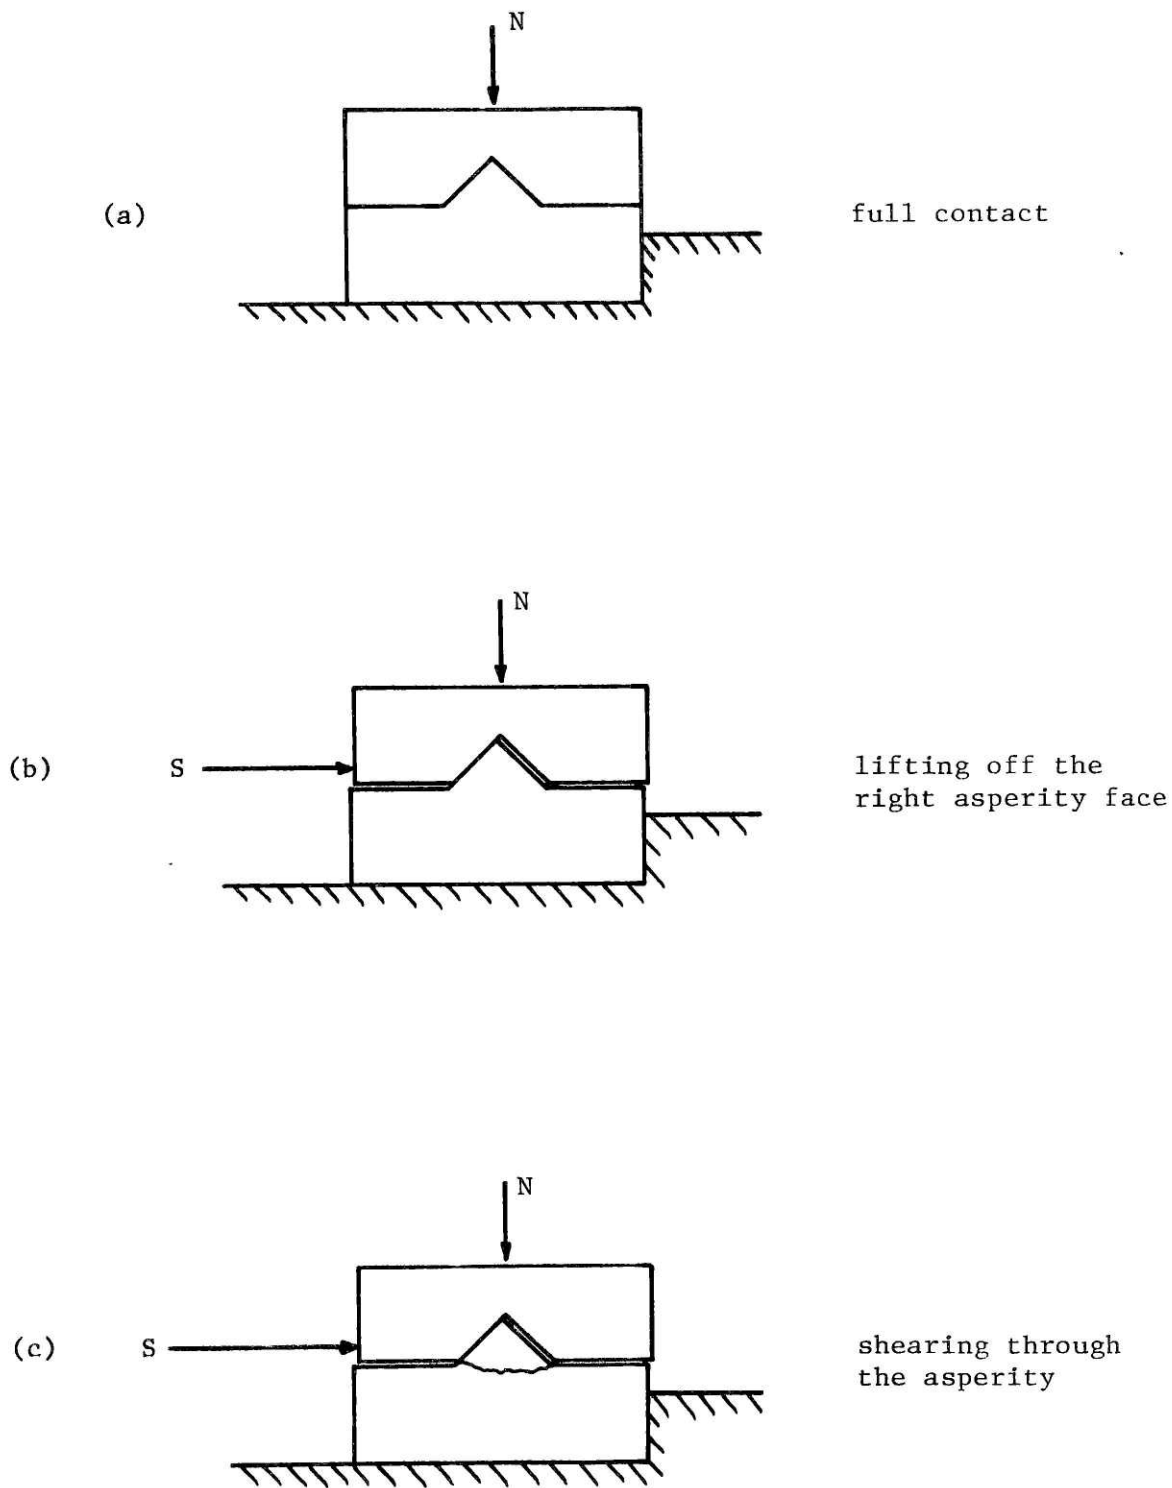 N
(a)
full contact
N
(b)
S
lifting off the
right asperity face
N
(c)
S
shearing through
the asperity